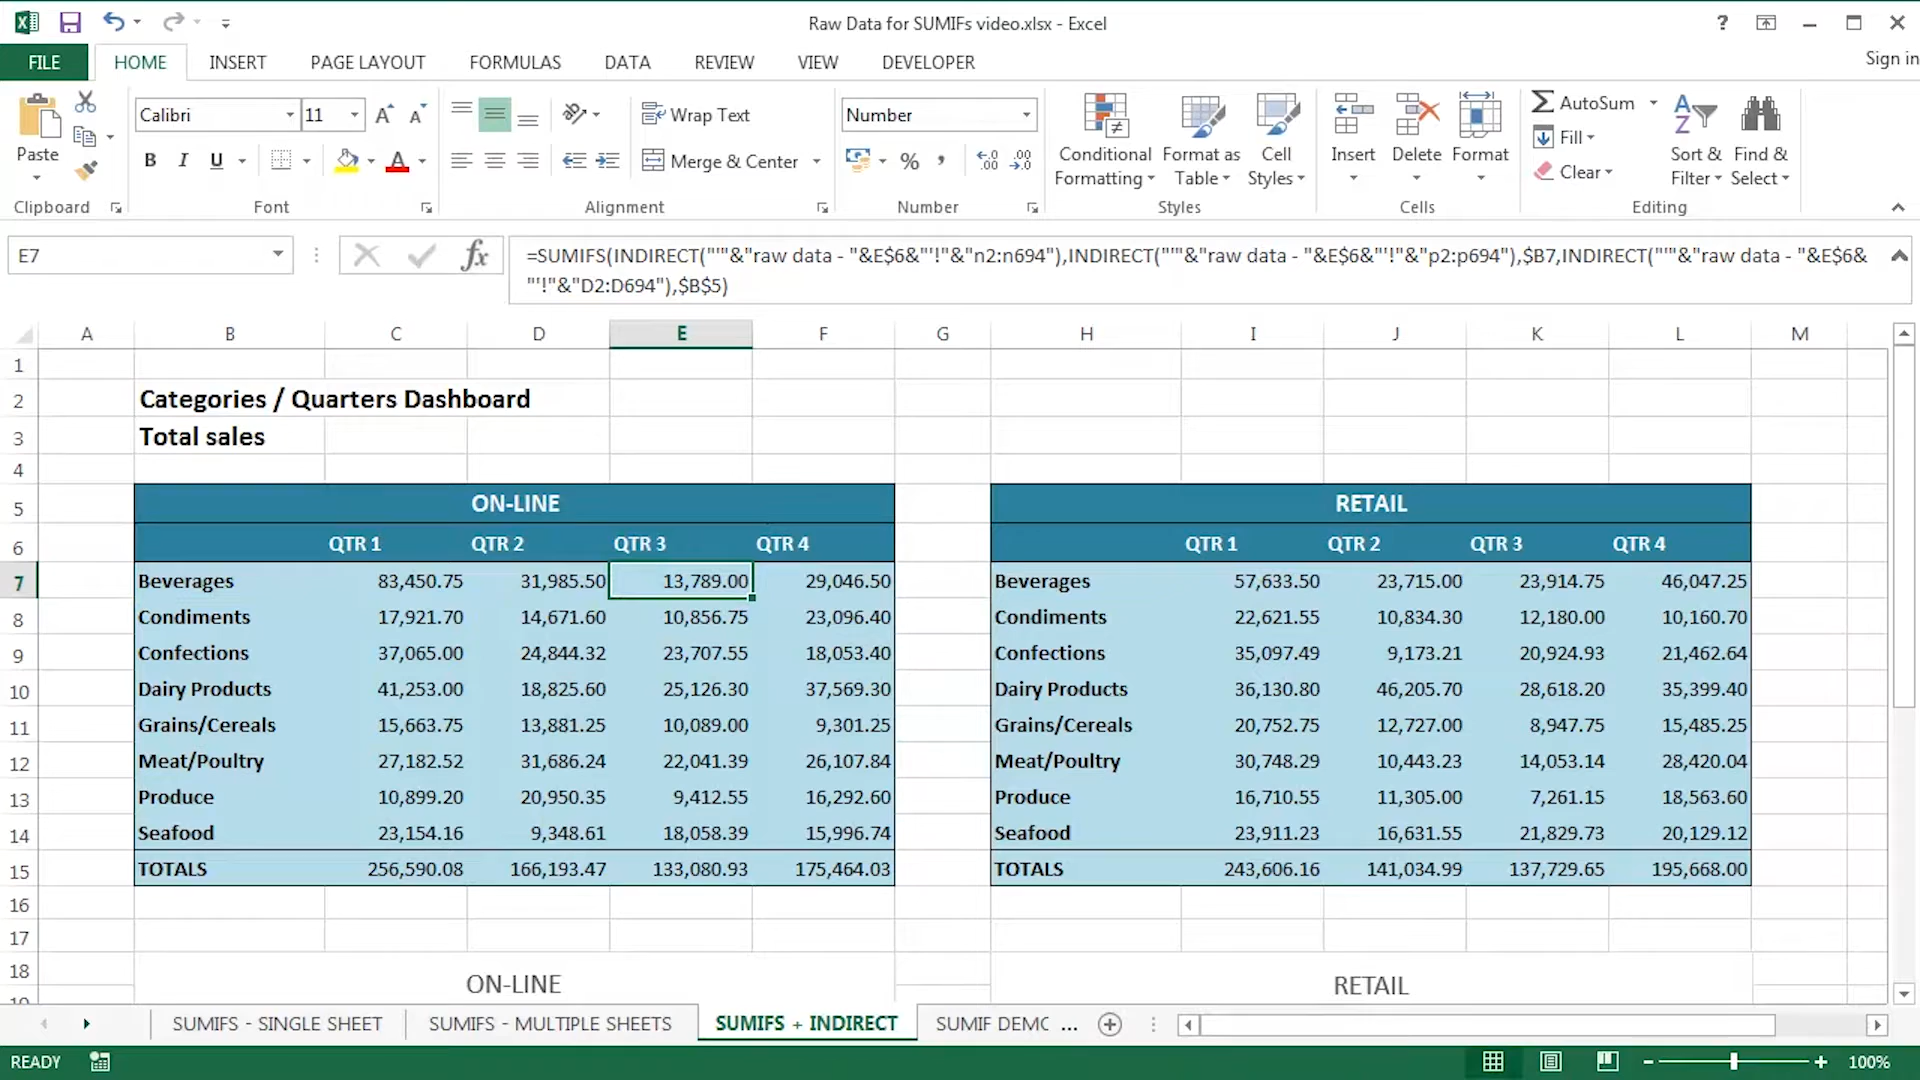 Raw Data for SUMIFs video.xlsx - Excel
?
FILE HOME INSERT PAGE LAYOUT FORMULAS DATA REVIEW VIEW DEVELOPER Sign in
Calibri 11 Wrap Text Number AutoSum
Paste Conditional Format as Cell Insert Delete Format Fill Sort & Find &
B I U A Merge & Center % , Formatting Table Styles Clear Filter Select
Clipboard Font Alignment Number Styles Cells Editing
E7 fx =SUMIFS(INDIRECT("'"&"raw data - "&E$6&"'!"&"n2:n694"),INDIRECT("'"&"raw data - "&E$6&"'!"&"p2:p694"),$B7,INDIRECT("'"&"raw data - "&E$6&
"'!"&"D2:D694"),$B$5)
A B C D E F G H I J K L M
1
2 Categories / Quarters Dashboard
3 Total sales
4
5 ON-LINE RETAIL
6 QTR 1 QTR 2 QTR 3 QTR 4 QTR 1 QTR 2 QTR 3 QTR 4
7 Beverages 83,450.75 31,985.50 13,789.00 29,046.50 Beverages 57,633.50 23,715.00 23,914.75 46,047.25
8 Condiments 17,921.70 14,671.60 10,856.75 23,096.40 Condiments 22,621.55 10,834.30 12,180.00 10,160.70
9 Confections 37,065.00 24,844.32 23,707.55 18,053.40 Confections 35,097.49 9,173.21 20,924.93 21,462.64
10 Dairy Products 41,253.00 18,825.60 25,126.30 37,569.30 Dairy Products 36,130.80 46,205.70 28,618.20 35,399.40
11 Grains/Cereals 15,663.75 13,881.25 10,089.00 9,301.25 Grains/Cereals 20,752.75 12,727.00 8,947.75 15,485.25
12 Meat/Poultry 27,182.52 31,686.24 22,041.39 26,107.84 Meat/Poultry 30,748.29 10,443.23 14,053.14 28,420.04
13 Produce 10,899.20 20,950.35 9,412.55 16,292.60 Produce 16,710.55 11,305.00 7,261.15 18,563.60
14 Seafood 23,154.16 9,348.61 18,058.39 15,996.74 Seafood 23,911.23 16,631.55 21,829.73 20,129.12
15 TOTALS 256,590.08 166,193.47 133,080.93 175,464.03 TOTALS 243,606.16 141,034.99 137,729.65 195,668.00
16
17
18 ON-LINE RETAIL
SUMIFS - SINGLE SHEET SUMIFS - MULTIPLE SHEETS SUMIFS + INDIRECT SUMIF DEMO ...
READY 100%